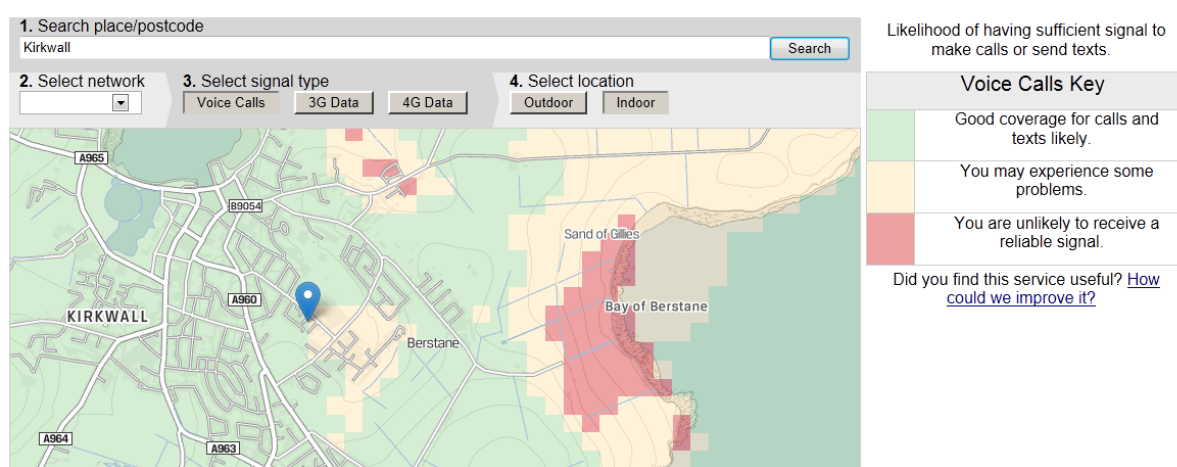 1. Search place/postcode
Kirkwall
Search
2. Select network
3. Select signal type
4. Select location
Voice Calls
3G Data
4G Data
Outdoor
Indoor
A965
B9054
Sand of Gillies
A960
KIRKWALL
Bay of Berstane
Berstane
A964
A963
Likelihood of having sufficient signal to
make calls or send texts.
Voice Calls Key
Good coverage for calls and
texts likely.
You may experience some
problems.
You are unlikely to receive a
reliable signal.
Did you find this service useful? How
could we improve it?